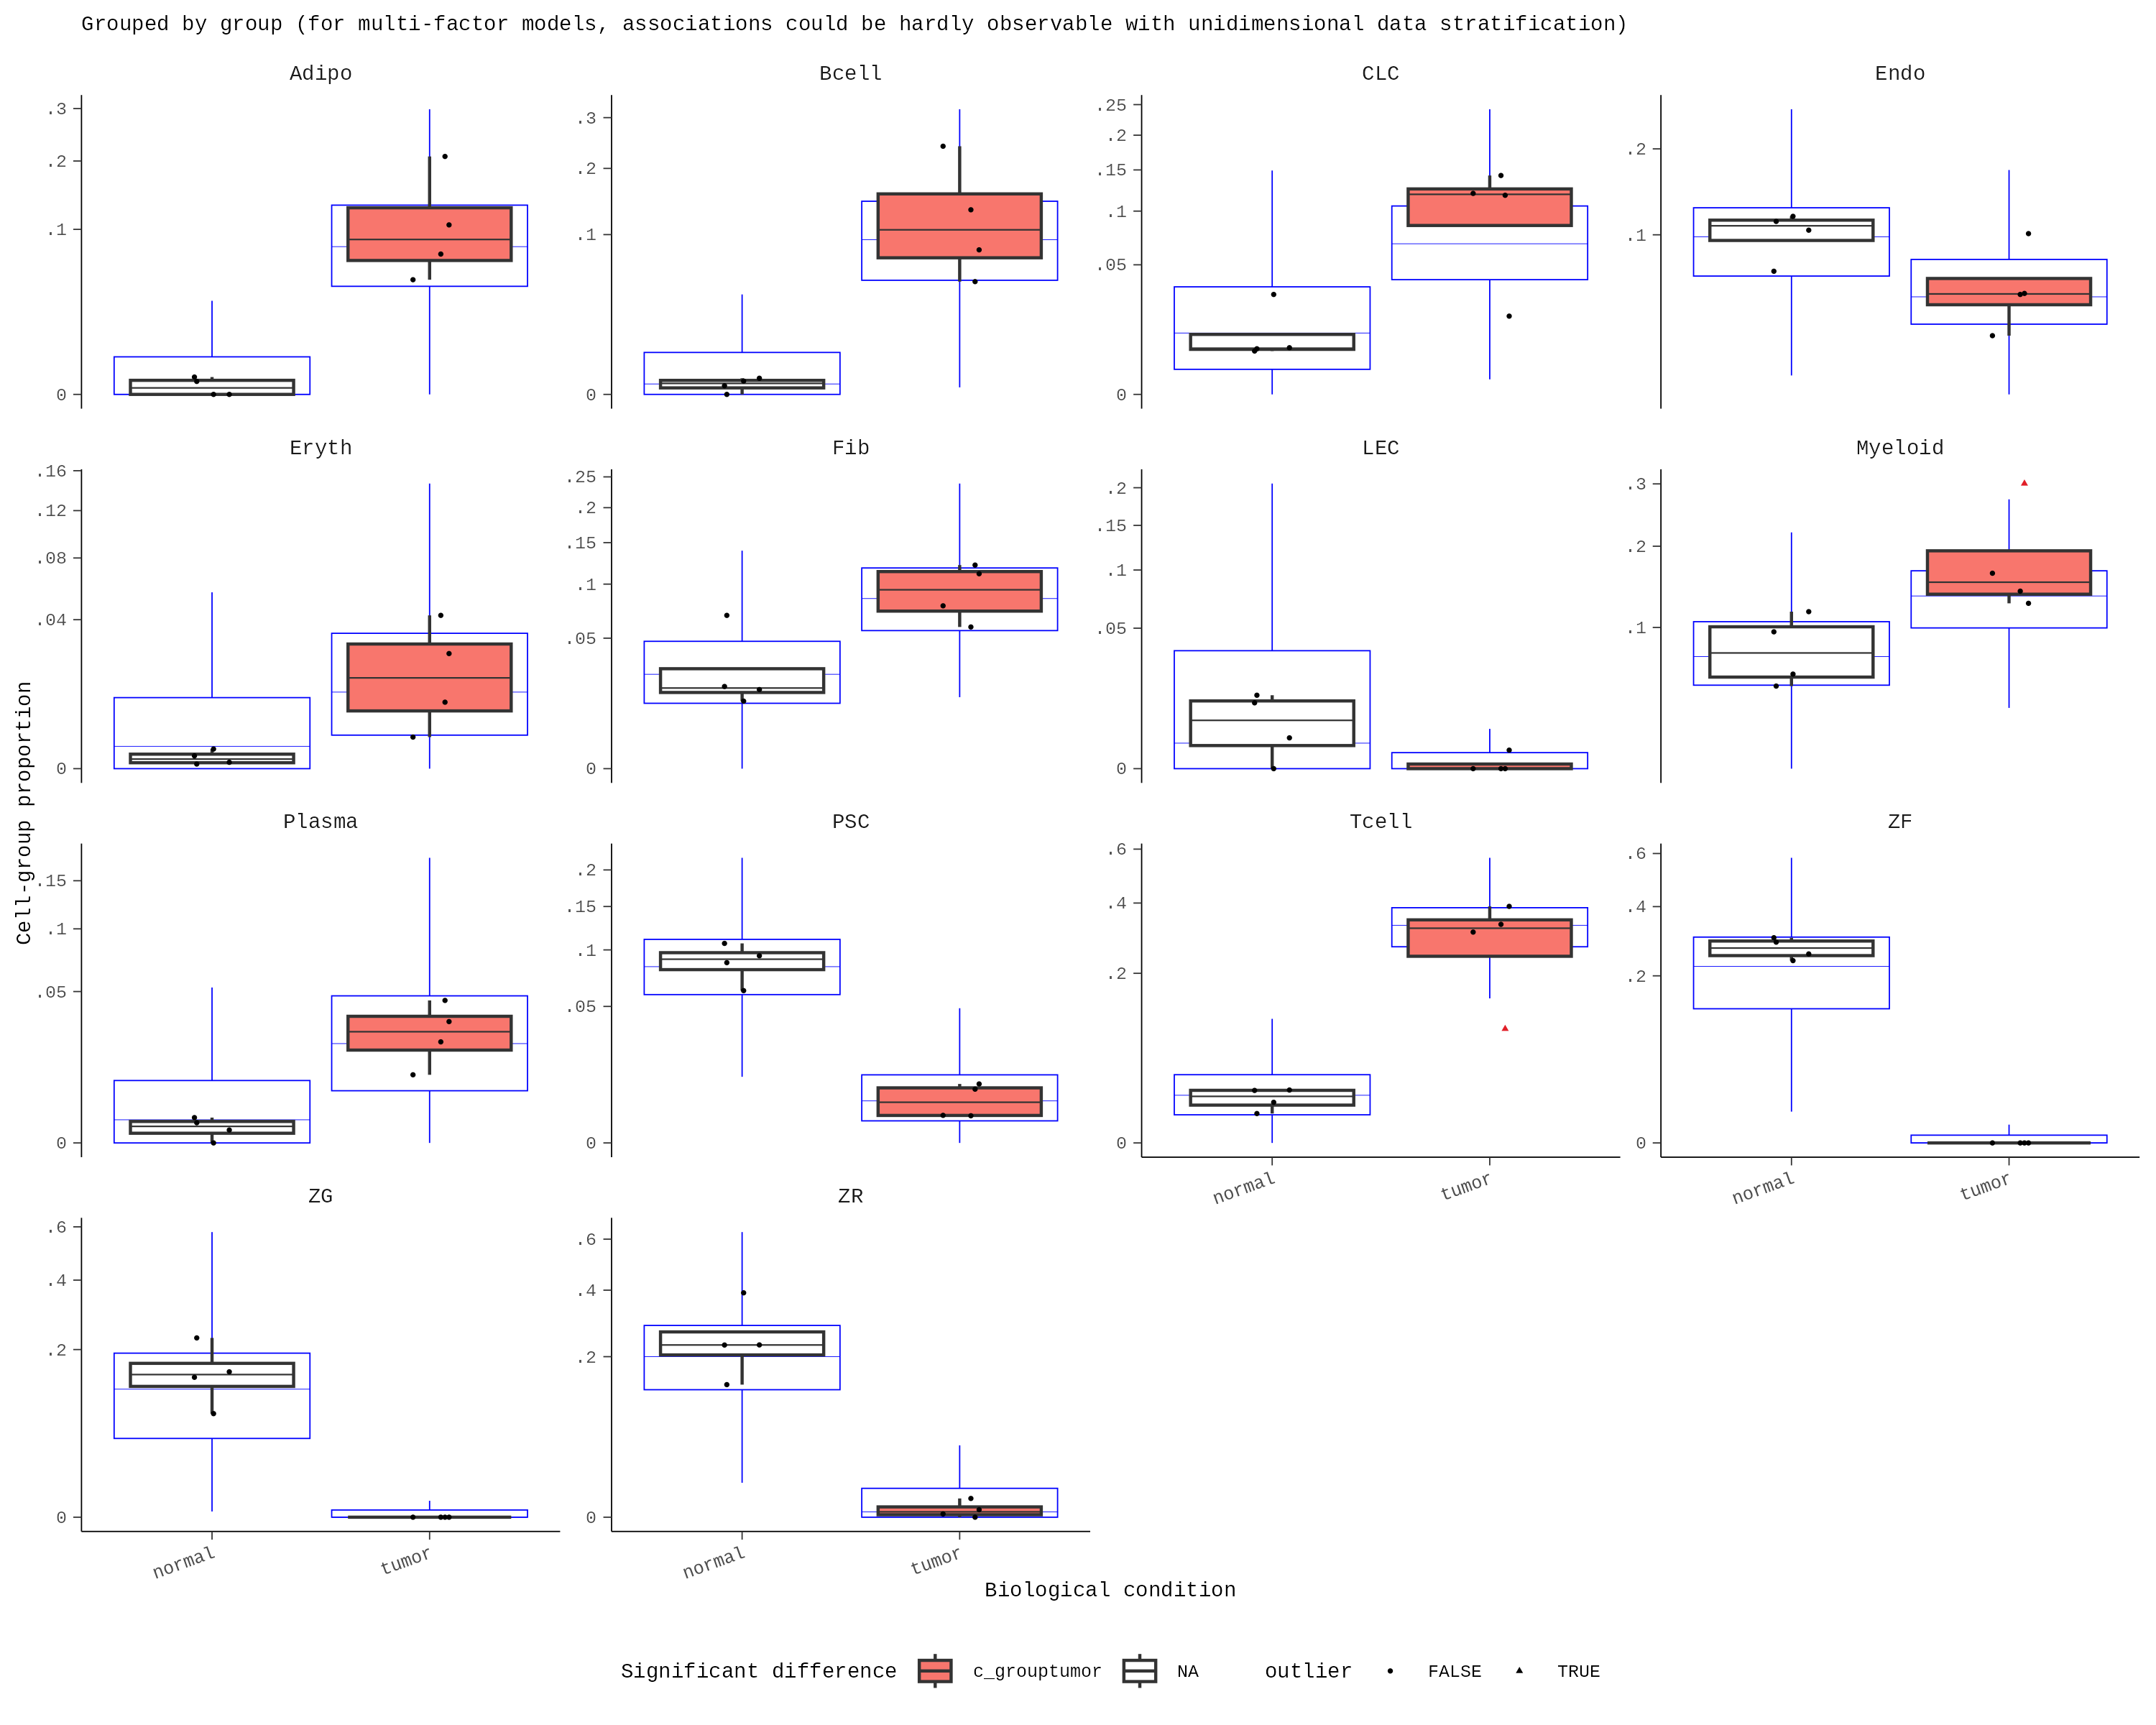 Grouped by group (for multi-factor models, associations could be hardly observable with unidimensional data stratification)
Adipo Bcell CLC Endo
.3 .2 .1 0
.3 .2 .1 0
.25 .2 .15 .1 .05 0
.2 .1
Eryth Fib LEC Myeloid
.16 .12 .08 .04 0
.25 .2 .15 .1 .05 0
.2 .15 .1 .05 0
.3 .2 .1
Cell-group proportion
Plasma PSC Tcell ZF
.15 .1 .05 0
.2 .15 .1 .05 0
.6 .4 .2 0
.6 .4 .2 0
normal tumor normal tumor
ZG ZR
.6 .4 .2 0
.6 .4 .2 0
normal tumor normal tumor
Biological condition
Significant difference c_grouptumor NA outlier FALSE TRUE